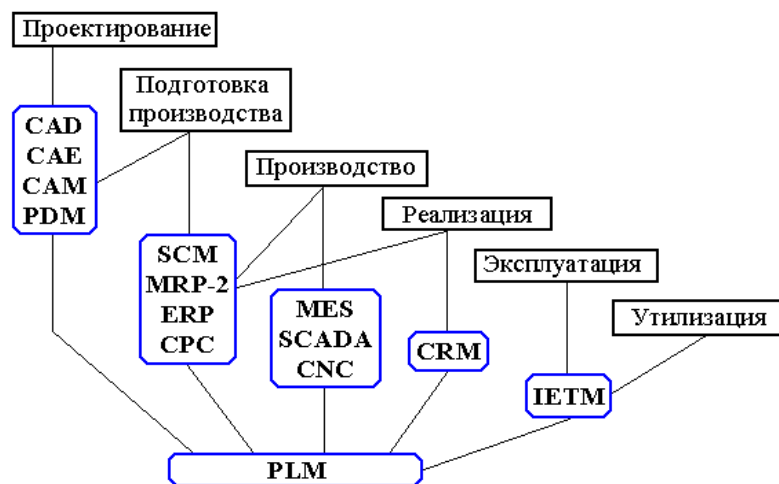 Проектирование
Подготовка
производства
CAD
CAE
CAM
PDM
Производство
Реализация
SCM
MRP-2
ERP
CPC
Эксплуатация
MES
SCADA
CNC
Утилизация
CRM
IETM
PLM